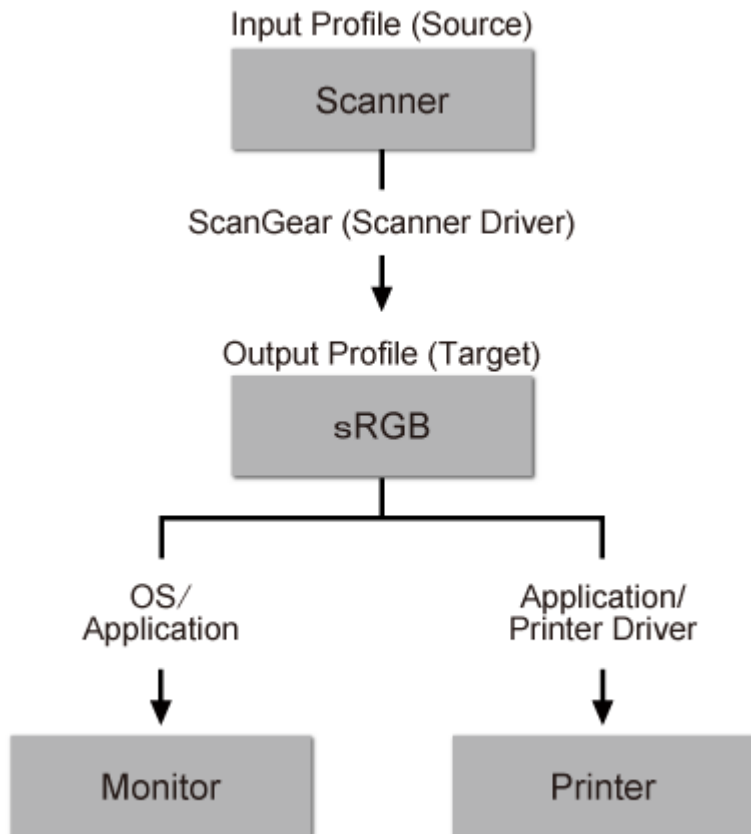 Input Profile (Source)
Scanner
ScanGear (Scanner Driver)
Output Profile (Target)
sRGB
OS/
Application
Application/
Printer Driver
Monitor
Printer